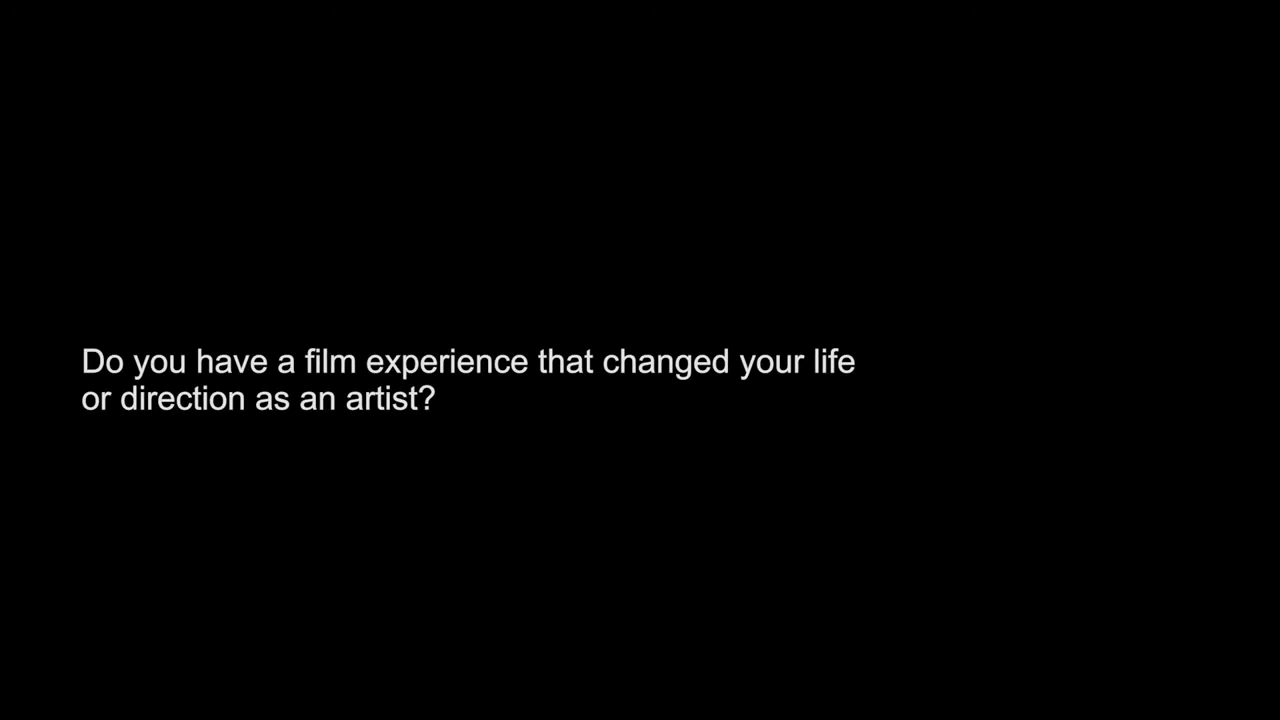 Do you have a film experience that changed your life
or direction as an artist?